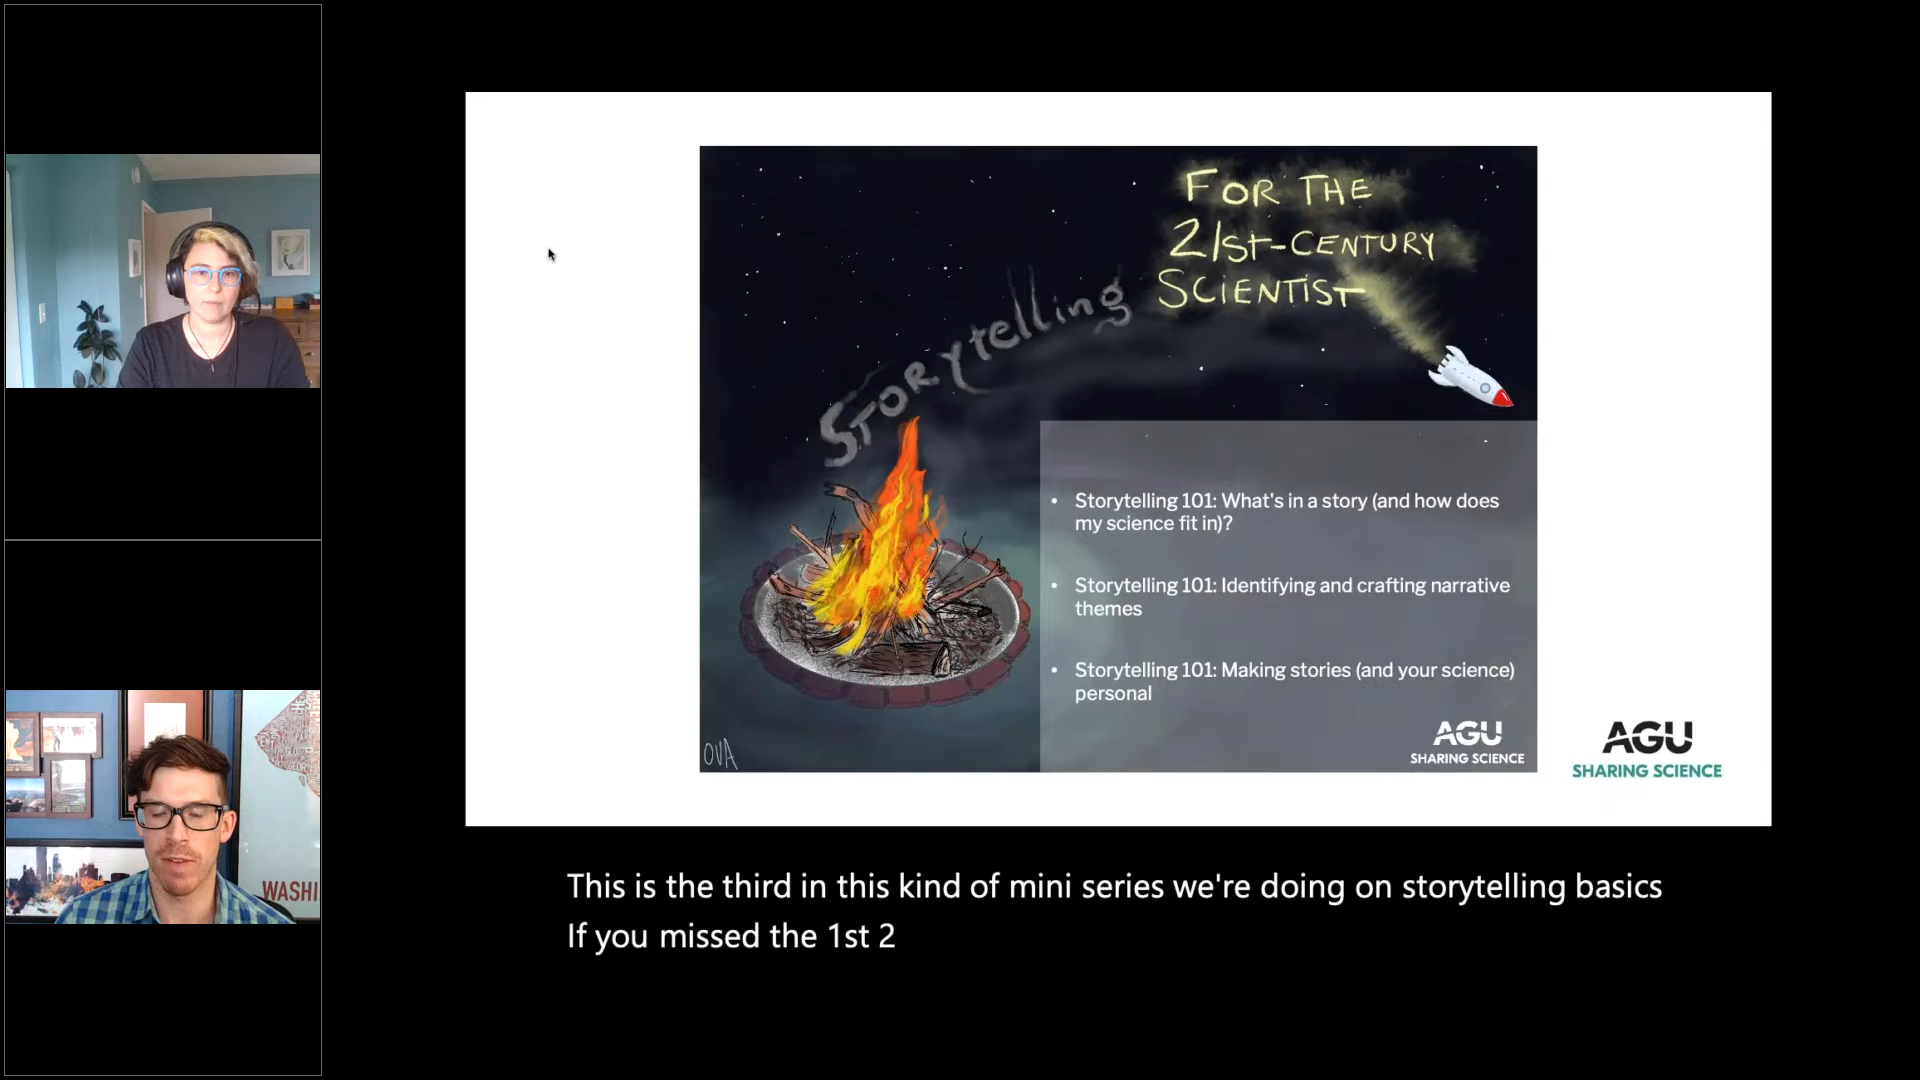 FOR THE
21ST-CENTURY
SCIENTIST
STORYtelling
• Storytelling 101: What's in a story (and how does
my science fit in)?
• Storytelling 101: Identifying and crafting narrative
themes
• Storytelling 101: Making stories (and your science)
personal
AGU
SHARING SCIENCE
OVA
AGU
SHARING SCIENCE
WASHI
This is the third in this kind of mini series we're doing on storytelling basics
If you missed the 1st 2